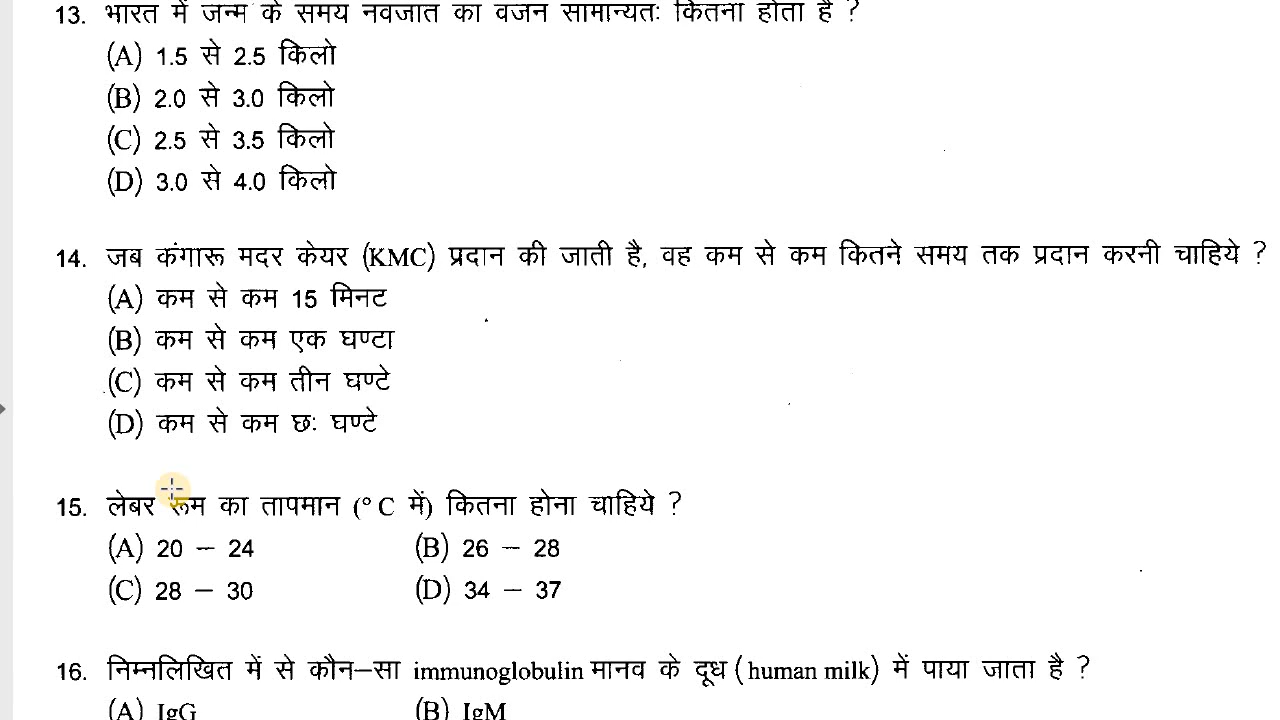 13. भारत में जन्म के समय नवजात का वजन सामान्यतः कितना होता है ?
(A) 1.5 से 2.5 किलो
(B) 2.0 से 3.0 किलो
(C) 2.5 से 3.5 किलो
(D) 3.0 से 4.0 किलो
14. जब कंगारू मदर केयर (KMC) प्रदान की जाती है, वह कम से कम कितने समय तक प्रदान करनी चाहिये ?
(A) कम से कम 15 मिनट
(B) कम से कम एक घण्टा
(C) कम से कम तीन घण्टे
(D) कम से कम छः घण्टे
15. लेबर रूम का तापमान (° C में) कितना होना चाहिये ?
(A) 20 – 24 (B) 26 – 28
(C) 28 – 30 (D) 34 – 37
16. निम्नलिखित में से कौन–सा immunoglobulin मानव के दूध (human milk) में पाया जाता है ?
(A) IgG (B) IgM